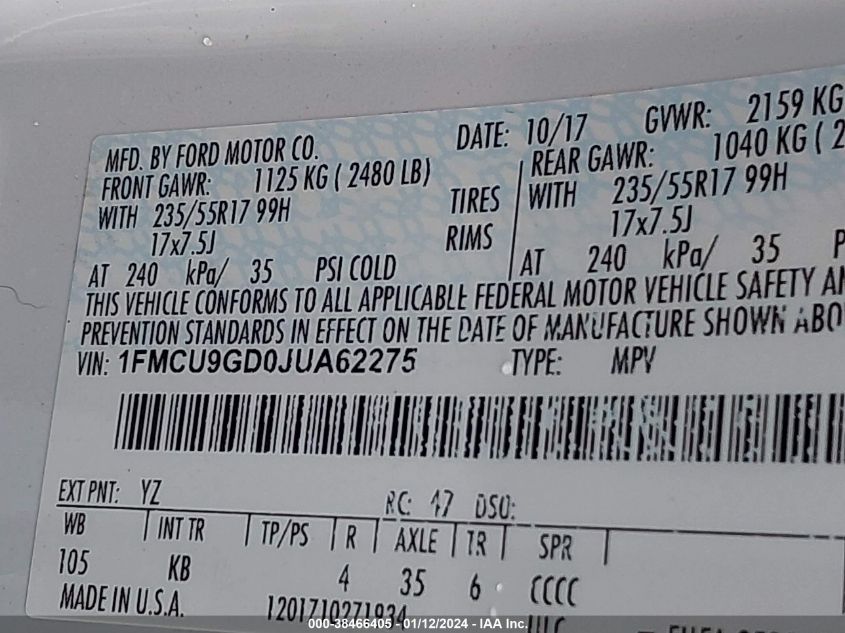 MFD. BY FORD MOTOR CO. DATE: 10/17 GVWR: 2159 KG
FRONT GAWR: 1125 KG ( 2480 LB) REAR GAWR: 1040 KG ( 2
WITH 235/55R17 99H TIRES WITH 235/55R17 99H
17x7.5J RIMS 17x7.5J
AT 240 kPa/ 35 PSI COLD AT 240 kPa/ 35 P
THIS VEHICLE CONFORMS TO ALL APPLICABLE FEDERAL MOTOR VEHICLE SAFETY AN
PREVENTION STANDARDS IN EFFECT ON THE DATE OF MANUFACTURE SHOWN ABO
VIN: 1FMCU9GD0JUA62275 TYPE: MPV
EXT PNT: YZ RC: 47 DSO:
WB INT TR TP/PS R AXLE TR SPR
105 KB 4 35 6 CCCC
MADE IN U.S.A. 1201710271934
000-38466405 - 01/12/2024 - IAA Inc.